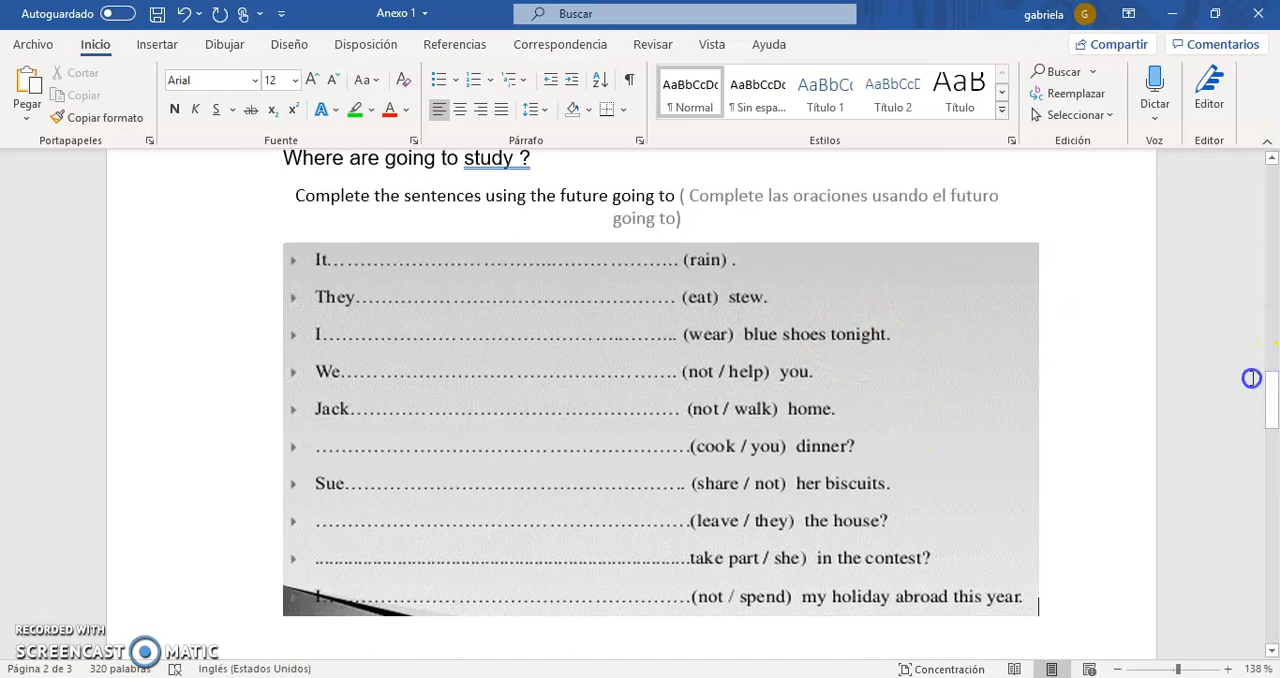 Autoguardado
Anexo 1
Buscar
gabriela
G
Archivo Inicio Insertar Dibujar Diseño Disposición Referencias Correspondencia Revisar Vista Ayuda
Compartir
Comentarios
Pegar
Cortar
Copiar
Copiar formato
Portapapeles
Arial
12
N K S ab x₂ x²
Fuente
Párrafo
AaBbCcDc
¶ Normal
AaBbCcDc
¶ Sin espa...
AaBbCc
Título 1
AaBbCcD
Título 2
AaB
Título
Estilos
Buscar
Reemplazar
Seleccionar
Edición
Dictar
Voz
Editor
Editor
Where are going to study ?
Complete the sentences using the future going to ( Complete las oraciones usando el futuro
going to)
It………………………………………………………. (rain) .
They…………………………………………………… (eat) stew.
I……………………………………………………….. (wear) blue shoes tonight.
We……………………………………………………. (not / help) you.
Jack…………………………………………………… (not / walk) home.
………………………………………………………….(cook / you) dinner?
Sue……………………………………………………. (share / not) her biscuits.
………………………………………………………….(leave / they) the house?
................................................................................take part / she) in the contest?
I……………………………………………………….(not / spend) my holiday abroad this year.
RECORDED WITH
SCREENCAST MATIC
Página 2 de 3 320 palabras Inglés (Estados Unidos) Concentración 138 %